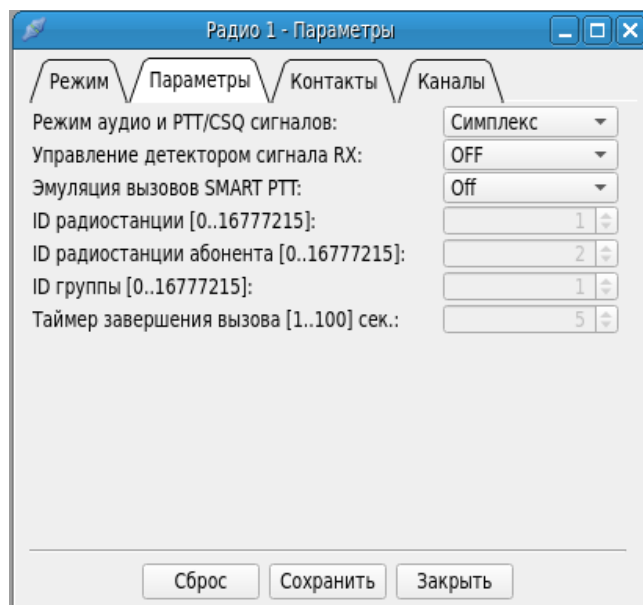 Радио 1 - Параметры
Режим Параметры Контакты Каналы
Режим аудио и PTT/CSQ сигналов: Симплекс
Управление детектором сигнала RX: OFF
Эмуляция вызовов SMART PTT: Off
ID радиостанции [0..16777215]: 1
ID радиостанции абонента [0..16777215]: 2
ID группы [0..16777215]: 1
Таймер завершения вызова [1..100] сек.: 5
Сброс Сохранить Закрыть